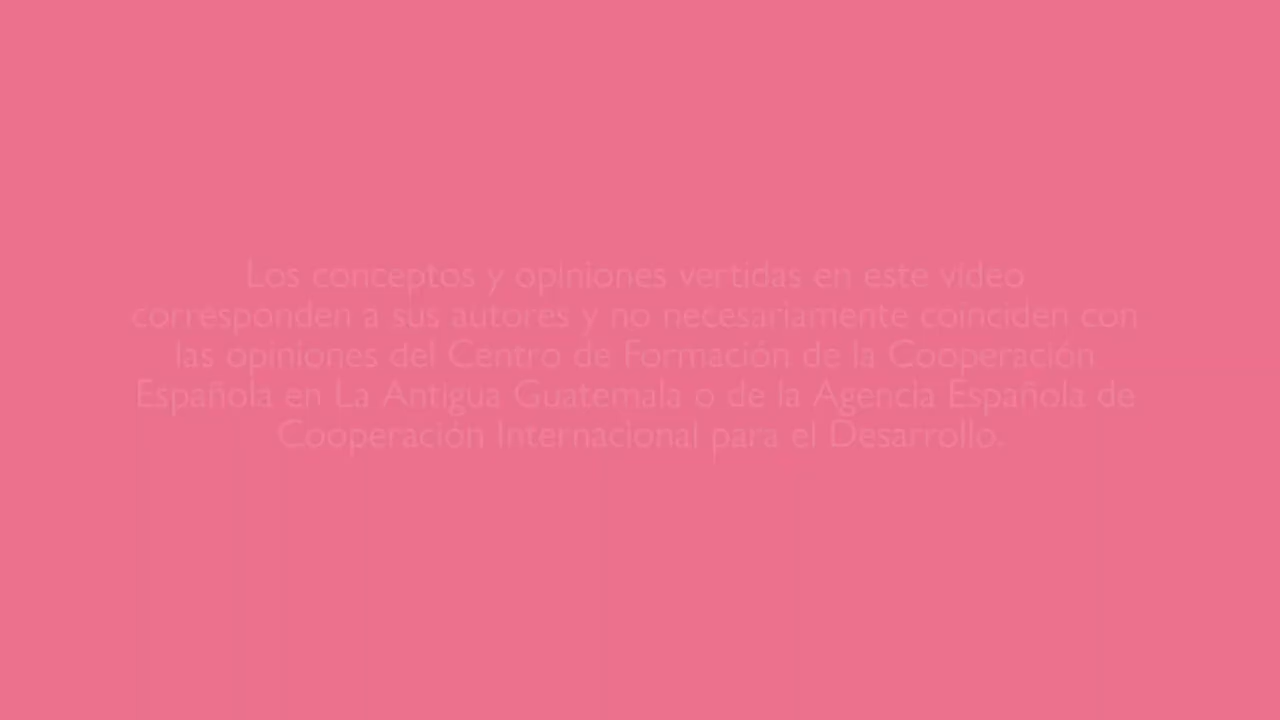 Los conceptos y opiniones vertidas en este video
corresponden a sus autores y no necesariamente coinciden con
las opiniones del Centro de Formación de la Cooperación
Española en La Antigua Guatemala o de la Agencia Española de
Cooperación Internacional para el Desarrollo.